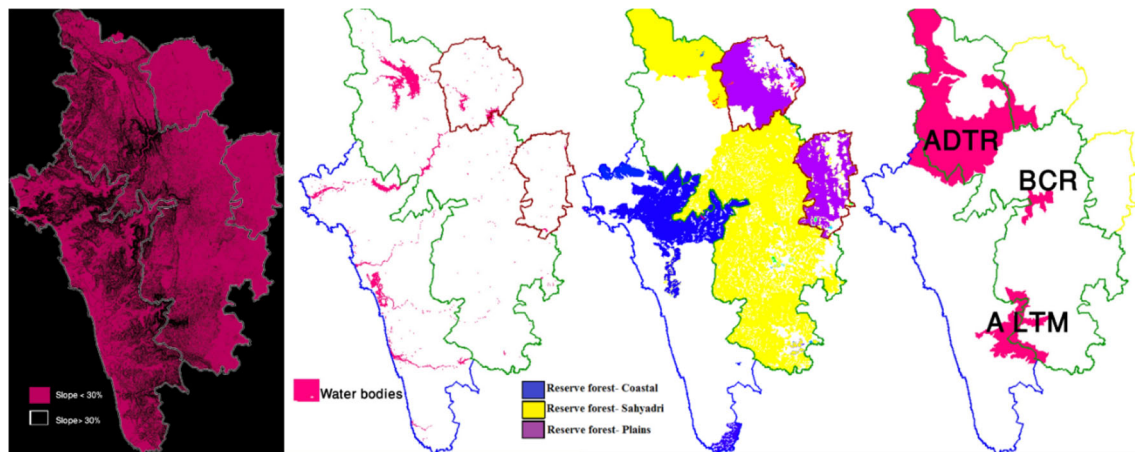 Slope < 30%
Slope> 30%
Water bodies
Reserve forest- Coastal
Reserve forest- Sahyadri
Reserve forest- Plains
ADTR
BCR
A LTM